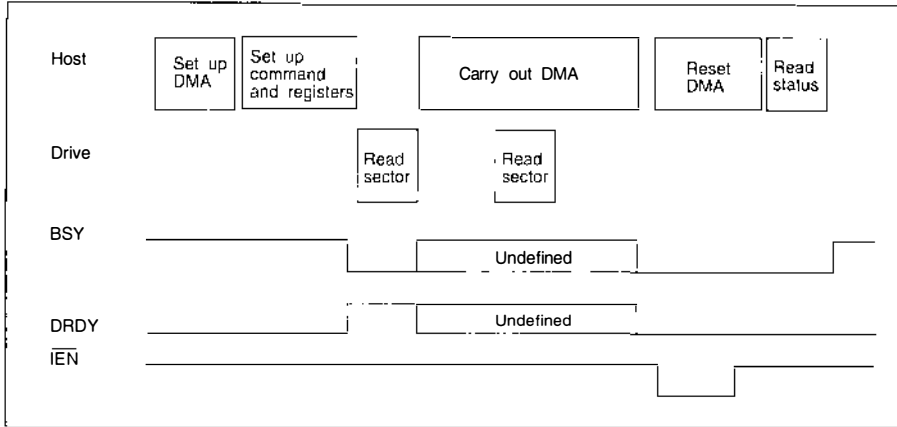 Host
Set up
DMA
Set up
command
and registers
Carry out DMA
Reset
DMA
Read
status
Drive
Read
sector
Read
sector
BSY
Undefined
DRDY
Undefined
IEN